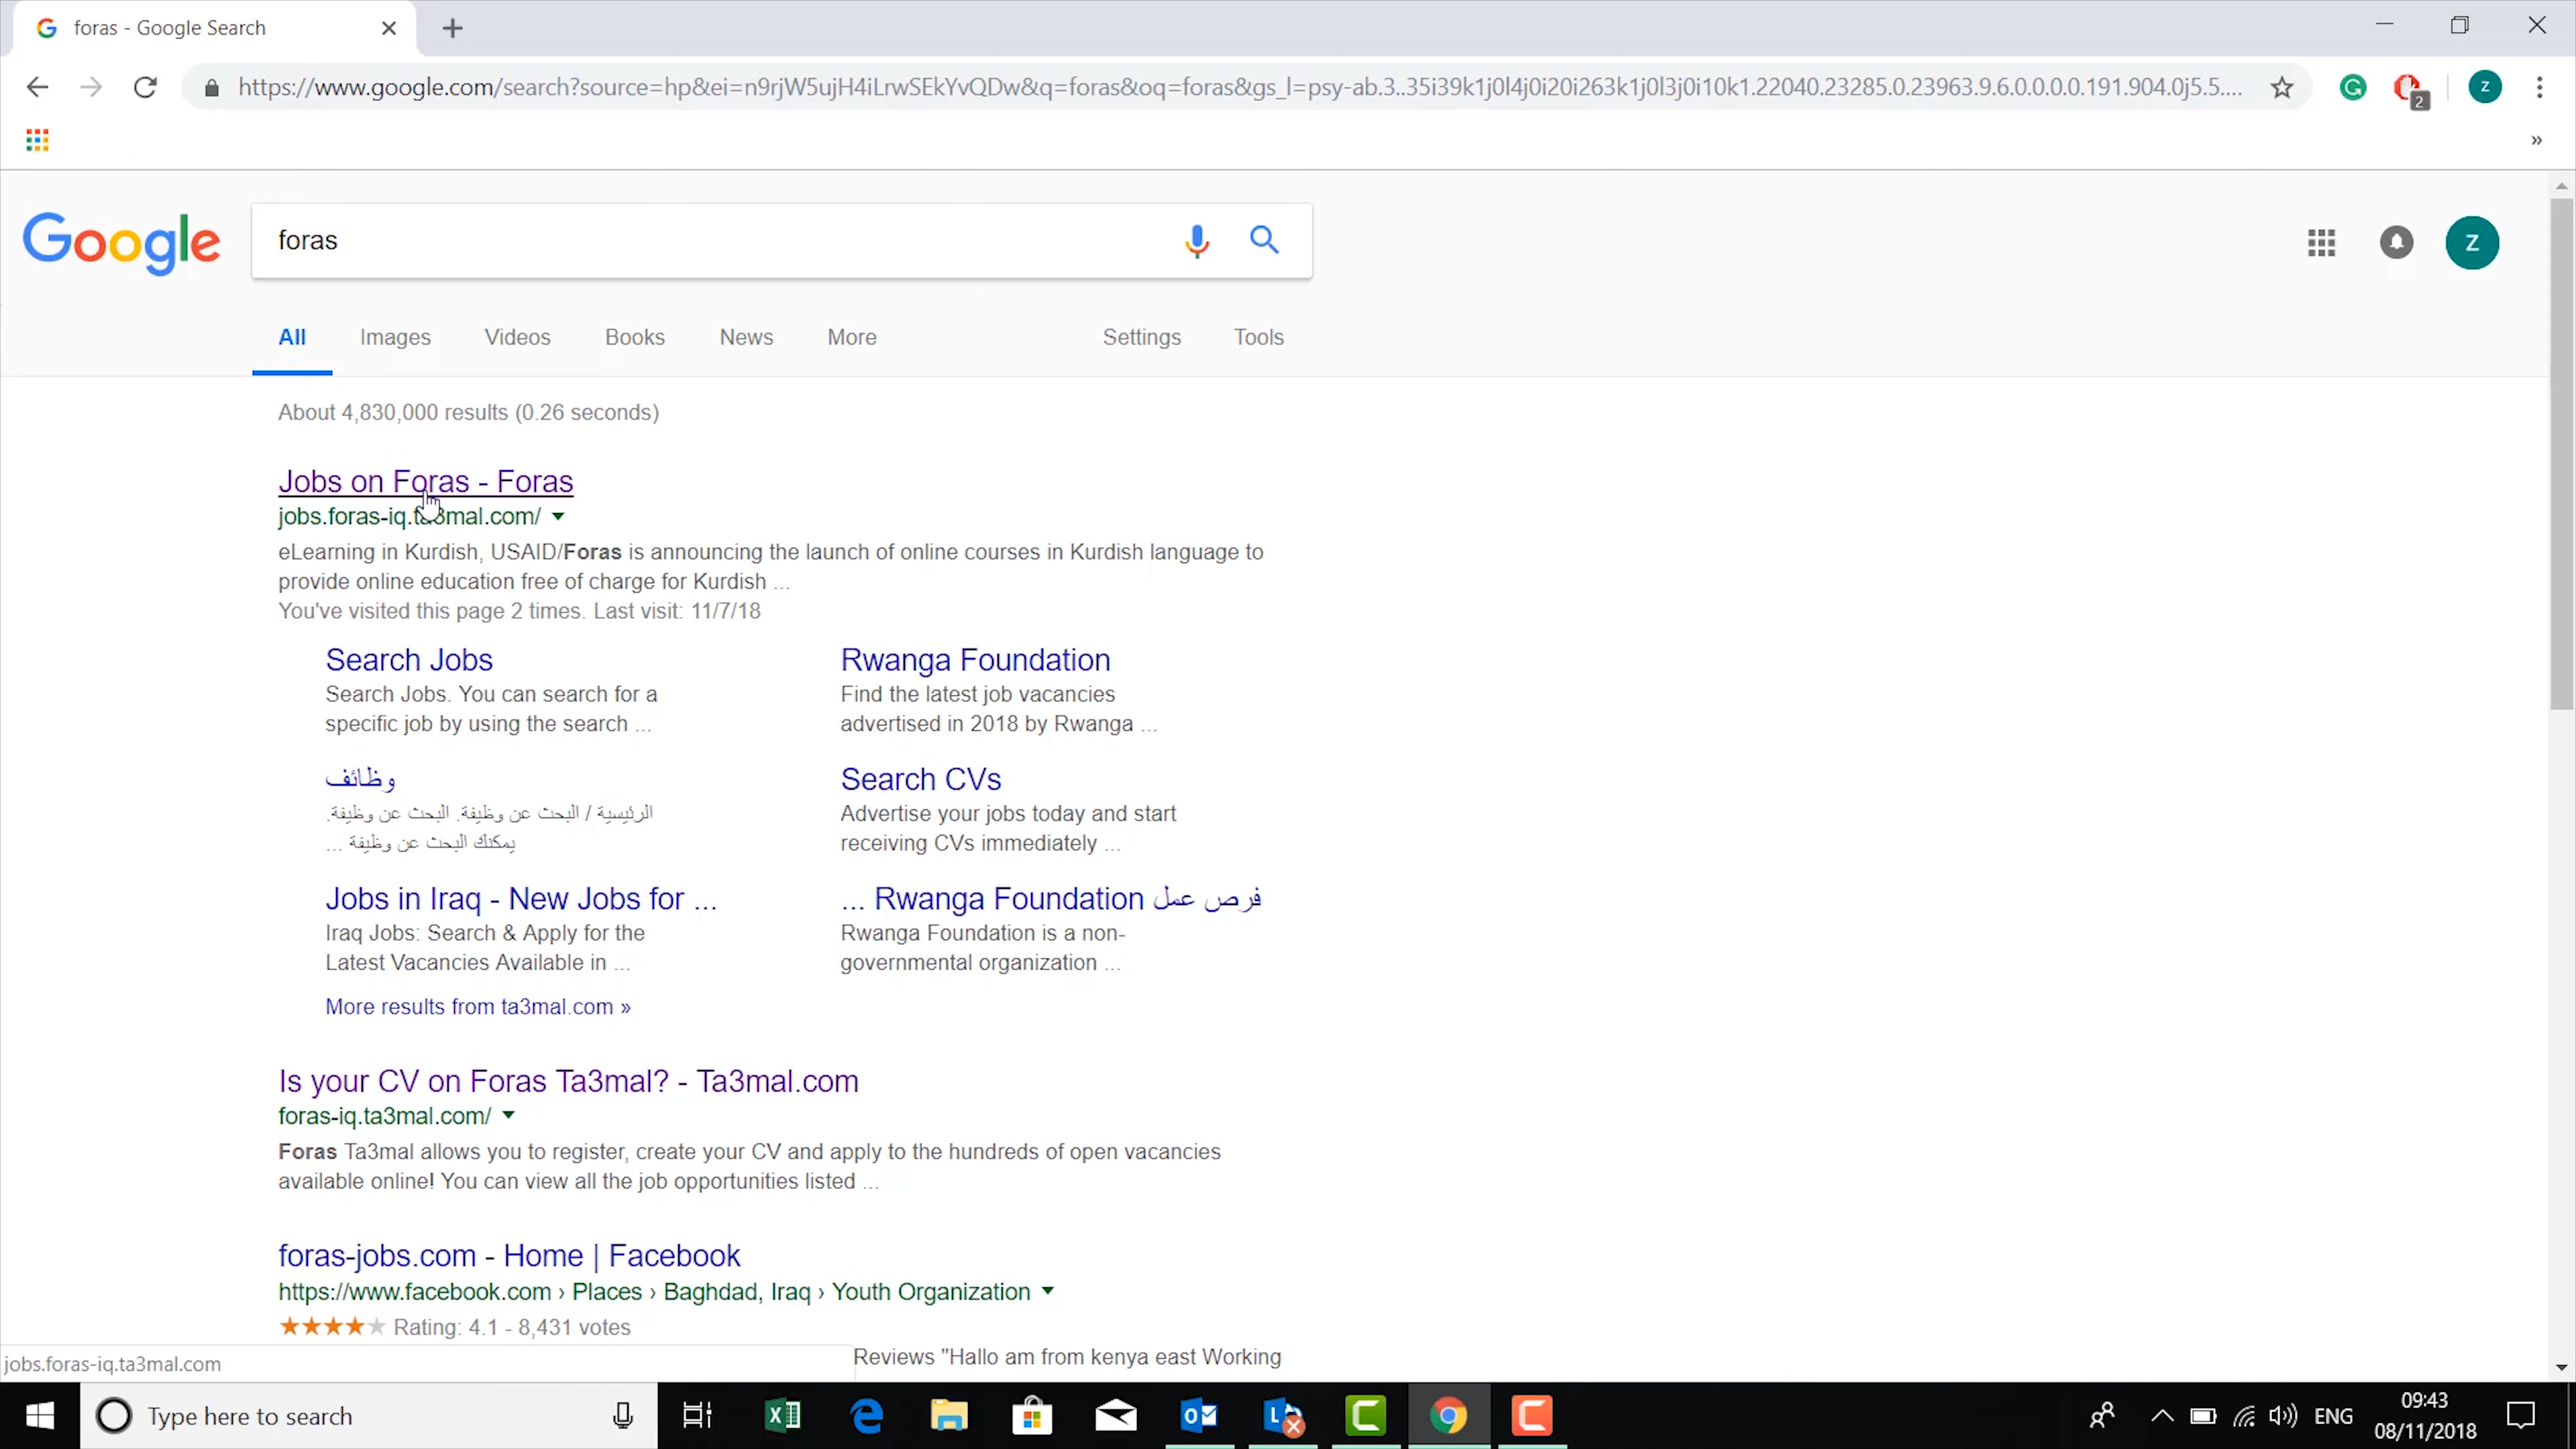 foras - Google Search
https://www.google.com/search?source=hp&ei=n9rjW5ujH4iLrwSEkYvQDw&q=foras&oq=foras&gs_l=psy-ab.3..35i39k1j0l4j0i20i263k1j0l3j0i10k1.22040.23285.0.23963.9.6.0.0.0.0.191.904.0j5.5....
2
Z
»
Google
foras
Z
All Images Videos Books News More Settings Tools
About 4,830,000 results (0.26 seconds)
Jobs on Foras - Foras
jobs.foras-iq.ta3mal.com/
eLearning in Kurdish, USAID/Foras is announcing the launch of online courses in Kurdish language to
provide online education free of charge for Kurdish ...
You've visited this page 2 times. Last visit: 11/7/18
Search Jobs
Search Jobs. You can search for a
specific job by using the search ...
Rwanga Foundation
Find the latest job vacancies
advertised in 2018 by Rwanga ...
وظائف
الرئيسية / البحث عن وظيفة. البحث عن وظيفة.
يمكنك البحث عن وظيفة ...
Search CVs
Advertise your jobs today and start
receiving CVs immediately ...
Jobs in Iraq - New Jobs for ...
Iraq Jobs: Search & Apply for the
Latest Vacancies Available in ...
... Rwanga Foundation فرص عمل
Rwanga Foundation is a non-
governmental organization ...
More results from ta3mal.com »
Is your CV on Foras Ta3mal? - Ta3mal.com
foras-iq.ta3mal.com/
Foras Ta3mal allows you to register, create your CV and apply to the hundreds of open vacancies
available online! You can view all the job opportunities listed ...
foras-jobs.com - Home | Facebook
https://www.facebook.com › Places › Baghdad, Iraq › Youth Organization
Rating: 4.1 - 8,431 votes
Reviews "Hallo am from kenya east Working
jobs.foras-iq.ta3mal.com
Type here to search
ENG
09:43
08/11/2018